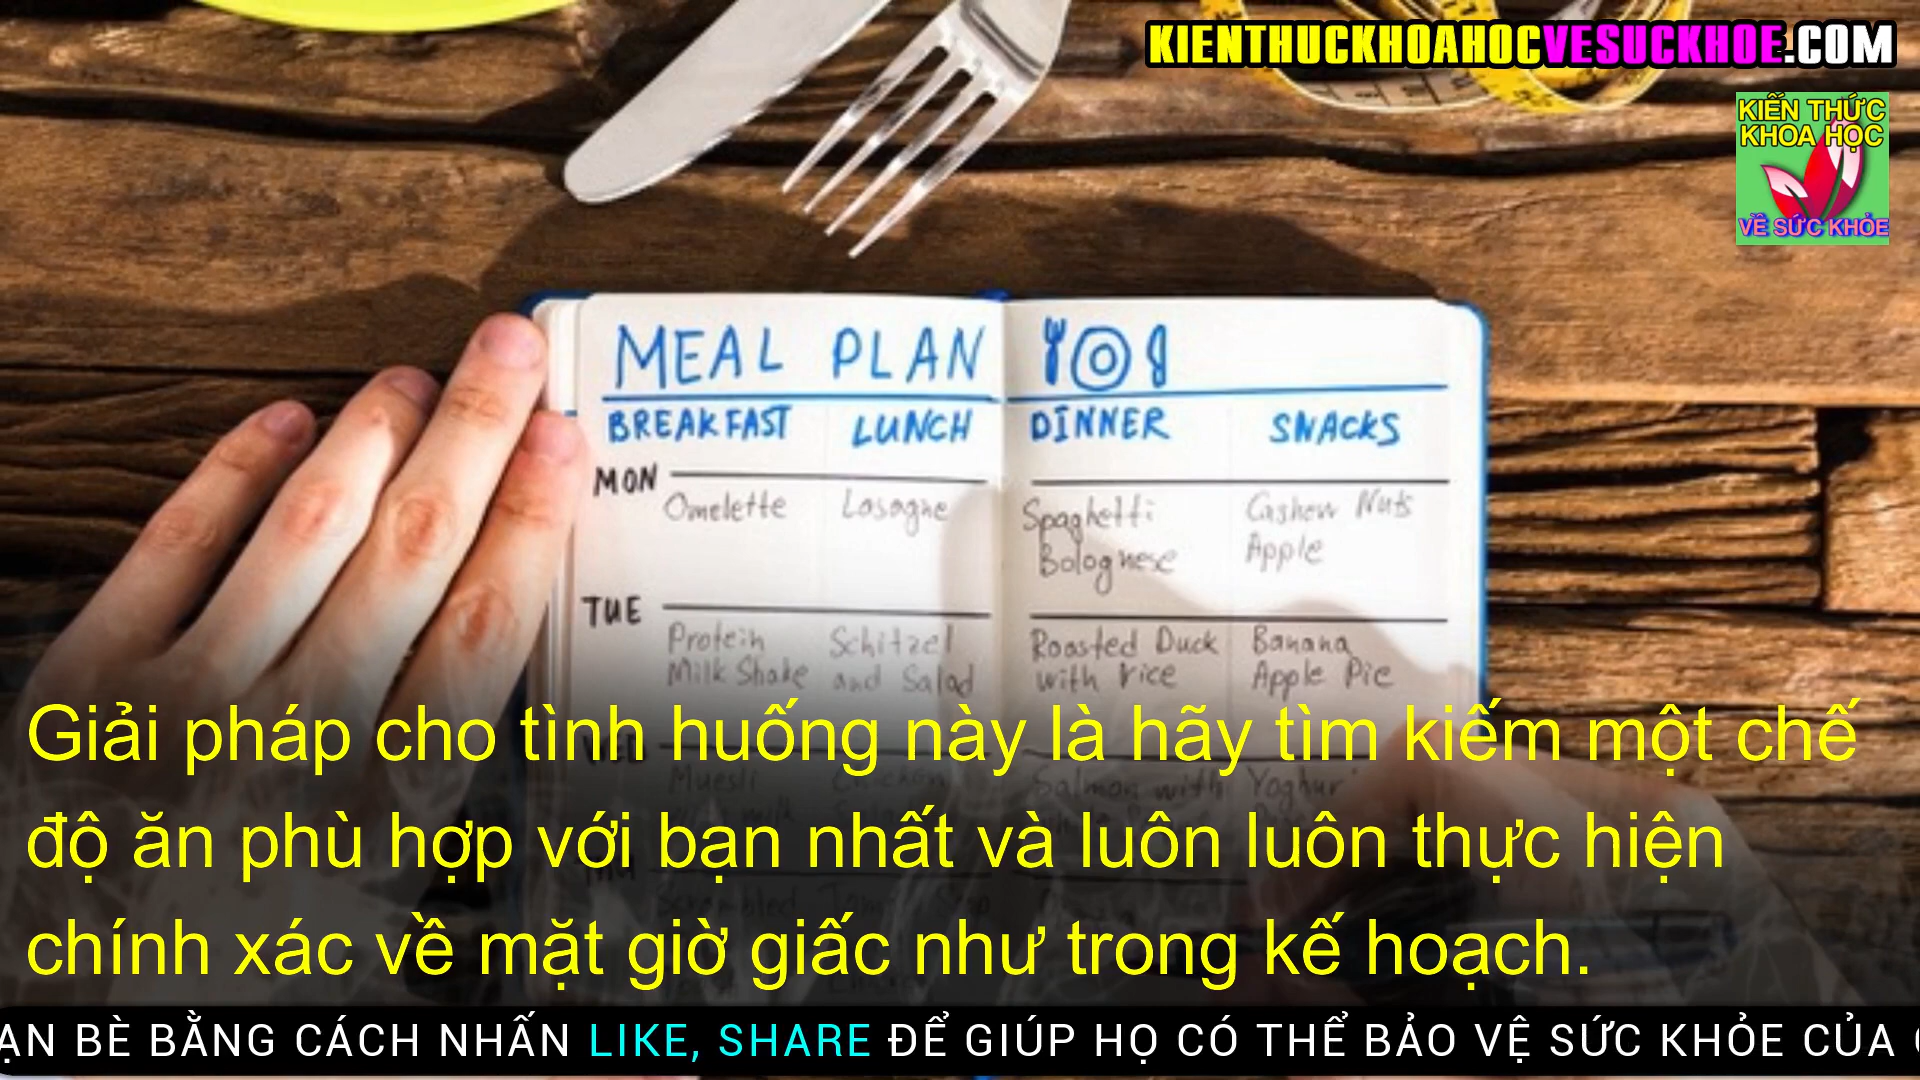 KIENTHUCKHOAHOCVESUCKHOE.COM
KIẾN THỨC
KHOA HỌC
VỀ SỨC KHỎE
MEAL PLAN
BREAKFAST LUNCH DINNER SNACKS
MON
Omelette Lasagne Spaghetti Cashew Nuts
Bolognese Apple
TUE
Protein Schitzel Roasted Duck Banana
Milk Shake and Salad with rice Apple Pie
Giải pháp cho tình huống này là hãy tìm kiếm một chế
Muesli Salmon with
độ ăn phù hợp với bạn nhất và luôn luôn thực hiện
chính xác về mặt giờ giấc như trong kế hoạch.
ẠN BÈ BẰNG CÁCH NHẤN LIKE, SHARE ĐỂ GIÚP HỌ CÓ THỂ BẢO VỆ SỨC KHỎE CỦA